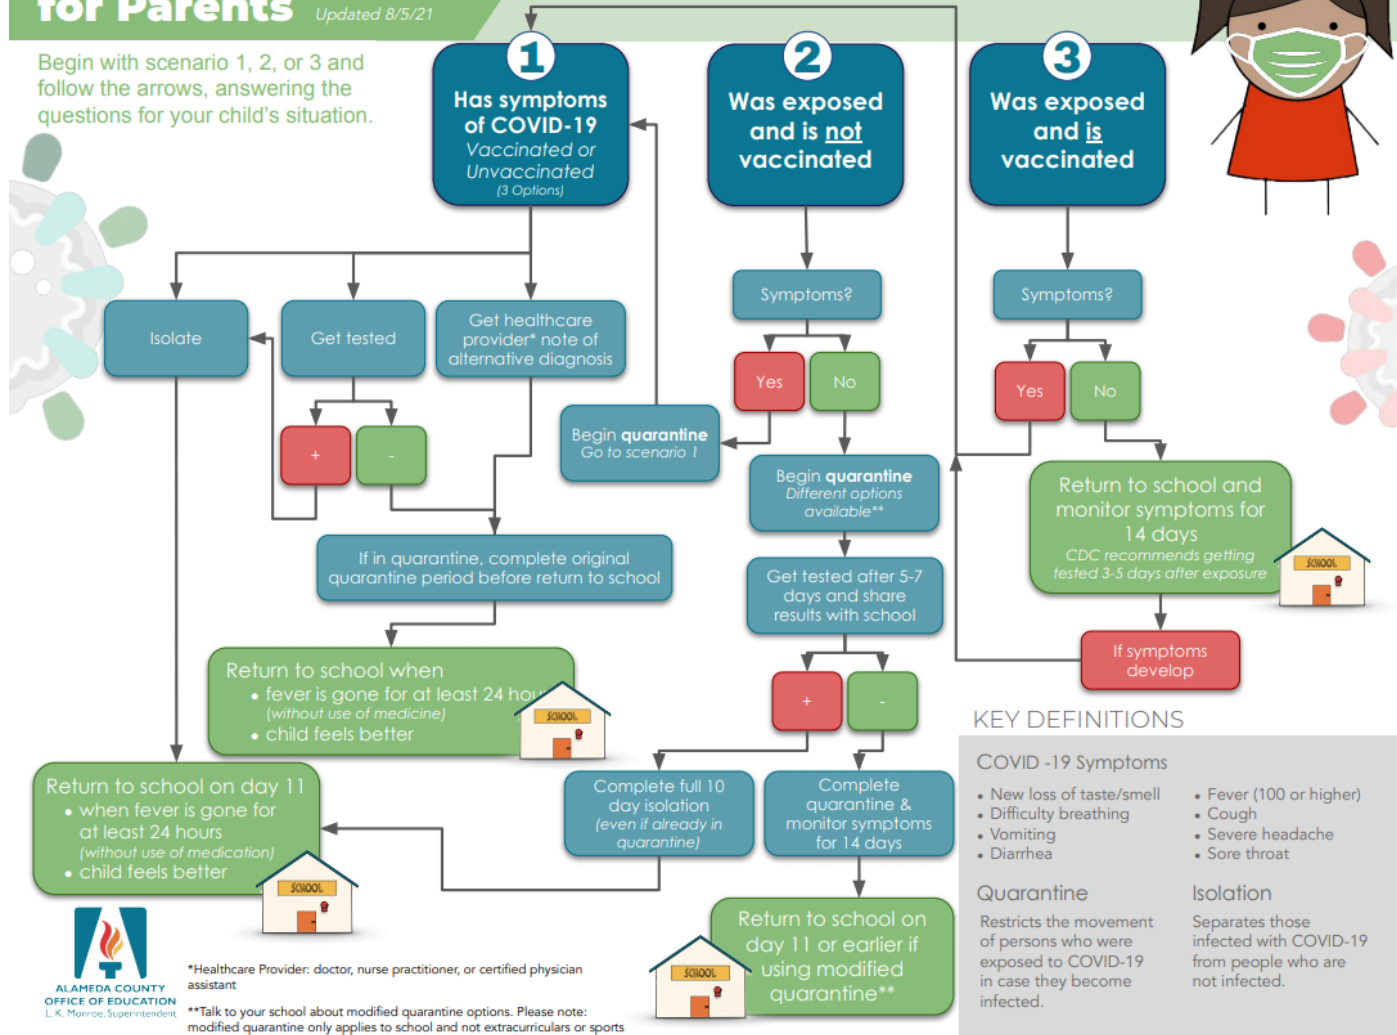 for Parents
Updated 8/5/21
Begin with scenario 1, 2, or 3 and
follow the arrows, answering the
questions for your child's situation.
1
Has symptoms
of COVID-19
Vaccinated or
Unvaccinated
(3 Options)
Isolate
Get tested
Get healthcare
provider* note of
alternative diagnosis
+
-
If in quarantine, complete original
quarantine period before return to school
Return to school when
• fever is gone for at least 24 hou
(without use of medicine)
• child feels better
SCHOOL
Return to school on day 11
• when fever is gone for
at least 24 hours
(without use of medication)
• child feels better
SCHOOL
2
Was exposed
and is not
vaccinated
Symptoms?
Yes
No
Begin quarantine
Go to scenario 1
Begin quarantine
Different options
available**
Get tested after 5-7
days and share
results with school
+
-
Complete full 10
day isolation
(even if already in
quarantine)
Complete
quarantine &
monitor symptoms
for 14 days
Return to school on
day 11 or earlier if
using modified
quarantine**
SCHOOL
3
Was exposed
and is
vaccinated
Symptoms?
Yes
No
Return to school and
monitor symptoms for
14 days
CDC recommends getting
tested 3-5 days after exposure
SCHOOL
If symptoms
develop
KEY DEFINITIONS
COVID -19 Symptoms
• New loss of taste/smell
• Difficulty breathing
• Vomiting
• Diarrhea
• Fever (100 or higher)
• Cough
• Severe headache
• Sore throat
Quarantine
Restricts the movement
of persons who were
exposed to COVID-19
in case they become
infected.
Isolation
Separates those
infected with COVID-19
from people who are
not infected.
ALAMEDA COUNTY
OFFICE OF EDUCATION
L. K. Monroe, Superintendent
*Healthcare Provider: doctor, nurse practitioner, or certified physician
assistant
**Talk to your school about modified quarantine options. Please note:
modified quarantine only applies to school and not extracurriculars or sports